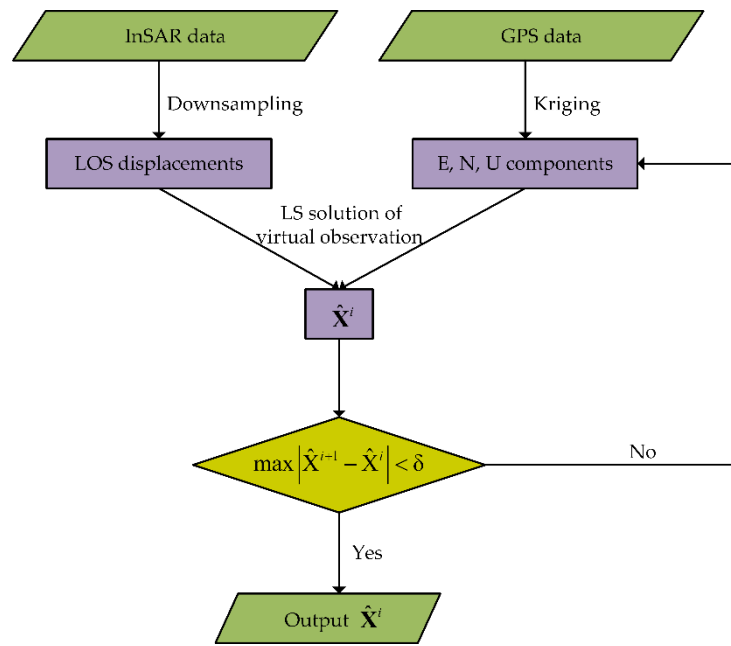 InSAR data
GPS data
Downsampling
Kriging
LOS displacements
E, N, U components
LS solution of
virtual observation
X̂ⁱ
max|X̂ⁱ⁺¹ − X̂ⁱ| < δ
No
Yes
Output X̂ⁱ